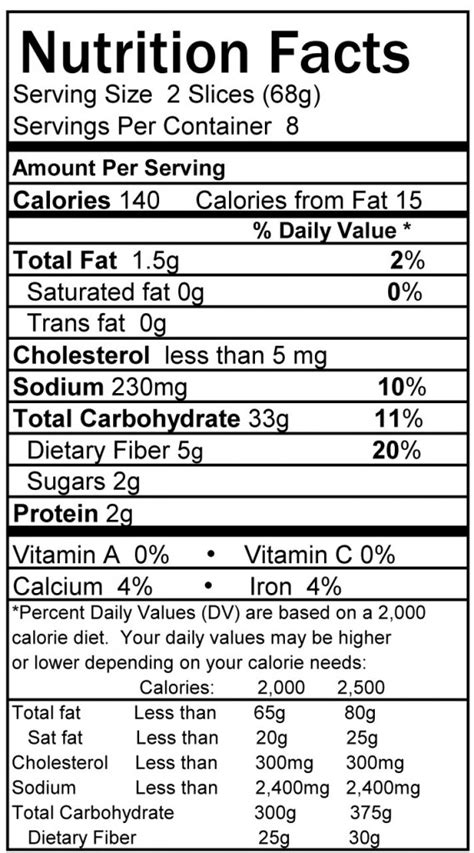 Nutrition Facts
Serving Size 2 Slices (68g)
Servings Per Container 8
Amount Per Serving
Calories 140 Calories from Fat 15
% Daily Value *
Total Fat 1.5g 2%
Saturated fat 0g 0%
Trans fat 0g
Cholesterol less than 5 mg
Sodium 230mg 10%
Total Carbohydrate 33g 11%
Dietary Fiber 5g 20%
Sugars 2g
Protein 2g
Vitamin A 0% • Vitamin C 0%
Calcium 4% • Iron 4%
*Percent Daily Values (DV) are based on a 2,000
calorie diet. Your daily values may be higher
or lower depending on your calorie needs:
Calories: 2,000 2,500
Total fat Less than 65g 80g
Sat fat Less than 20g 25g
Cholesterol Less than 300mg 300mg
Sodium Less than 2,400mg 2,400mg
Total Carbohydrate 300g 375g
Dietary Fiber 25g 30g